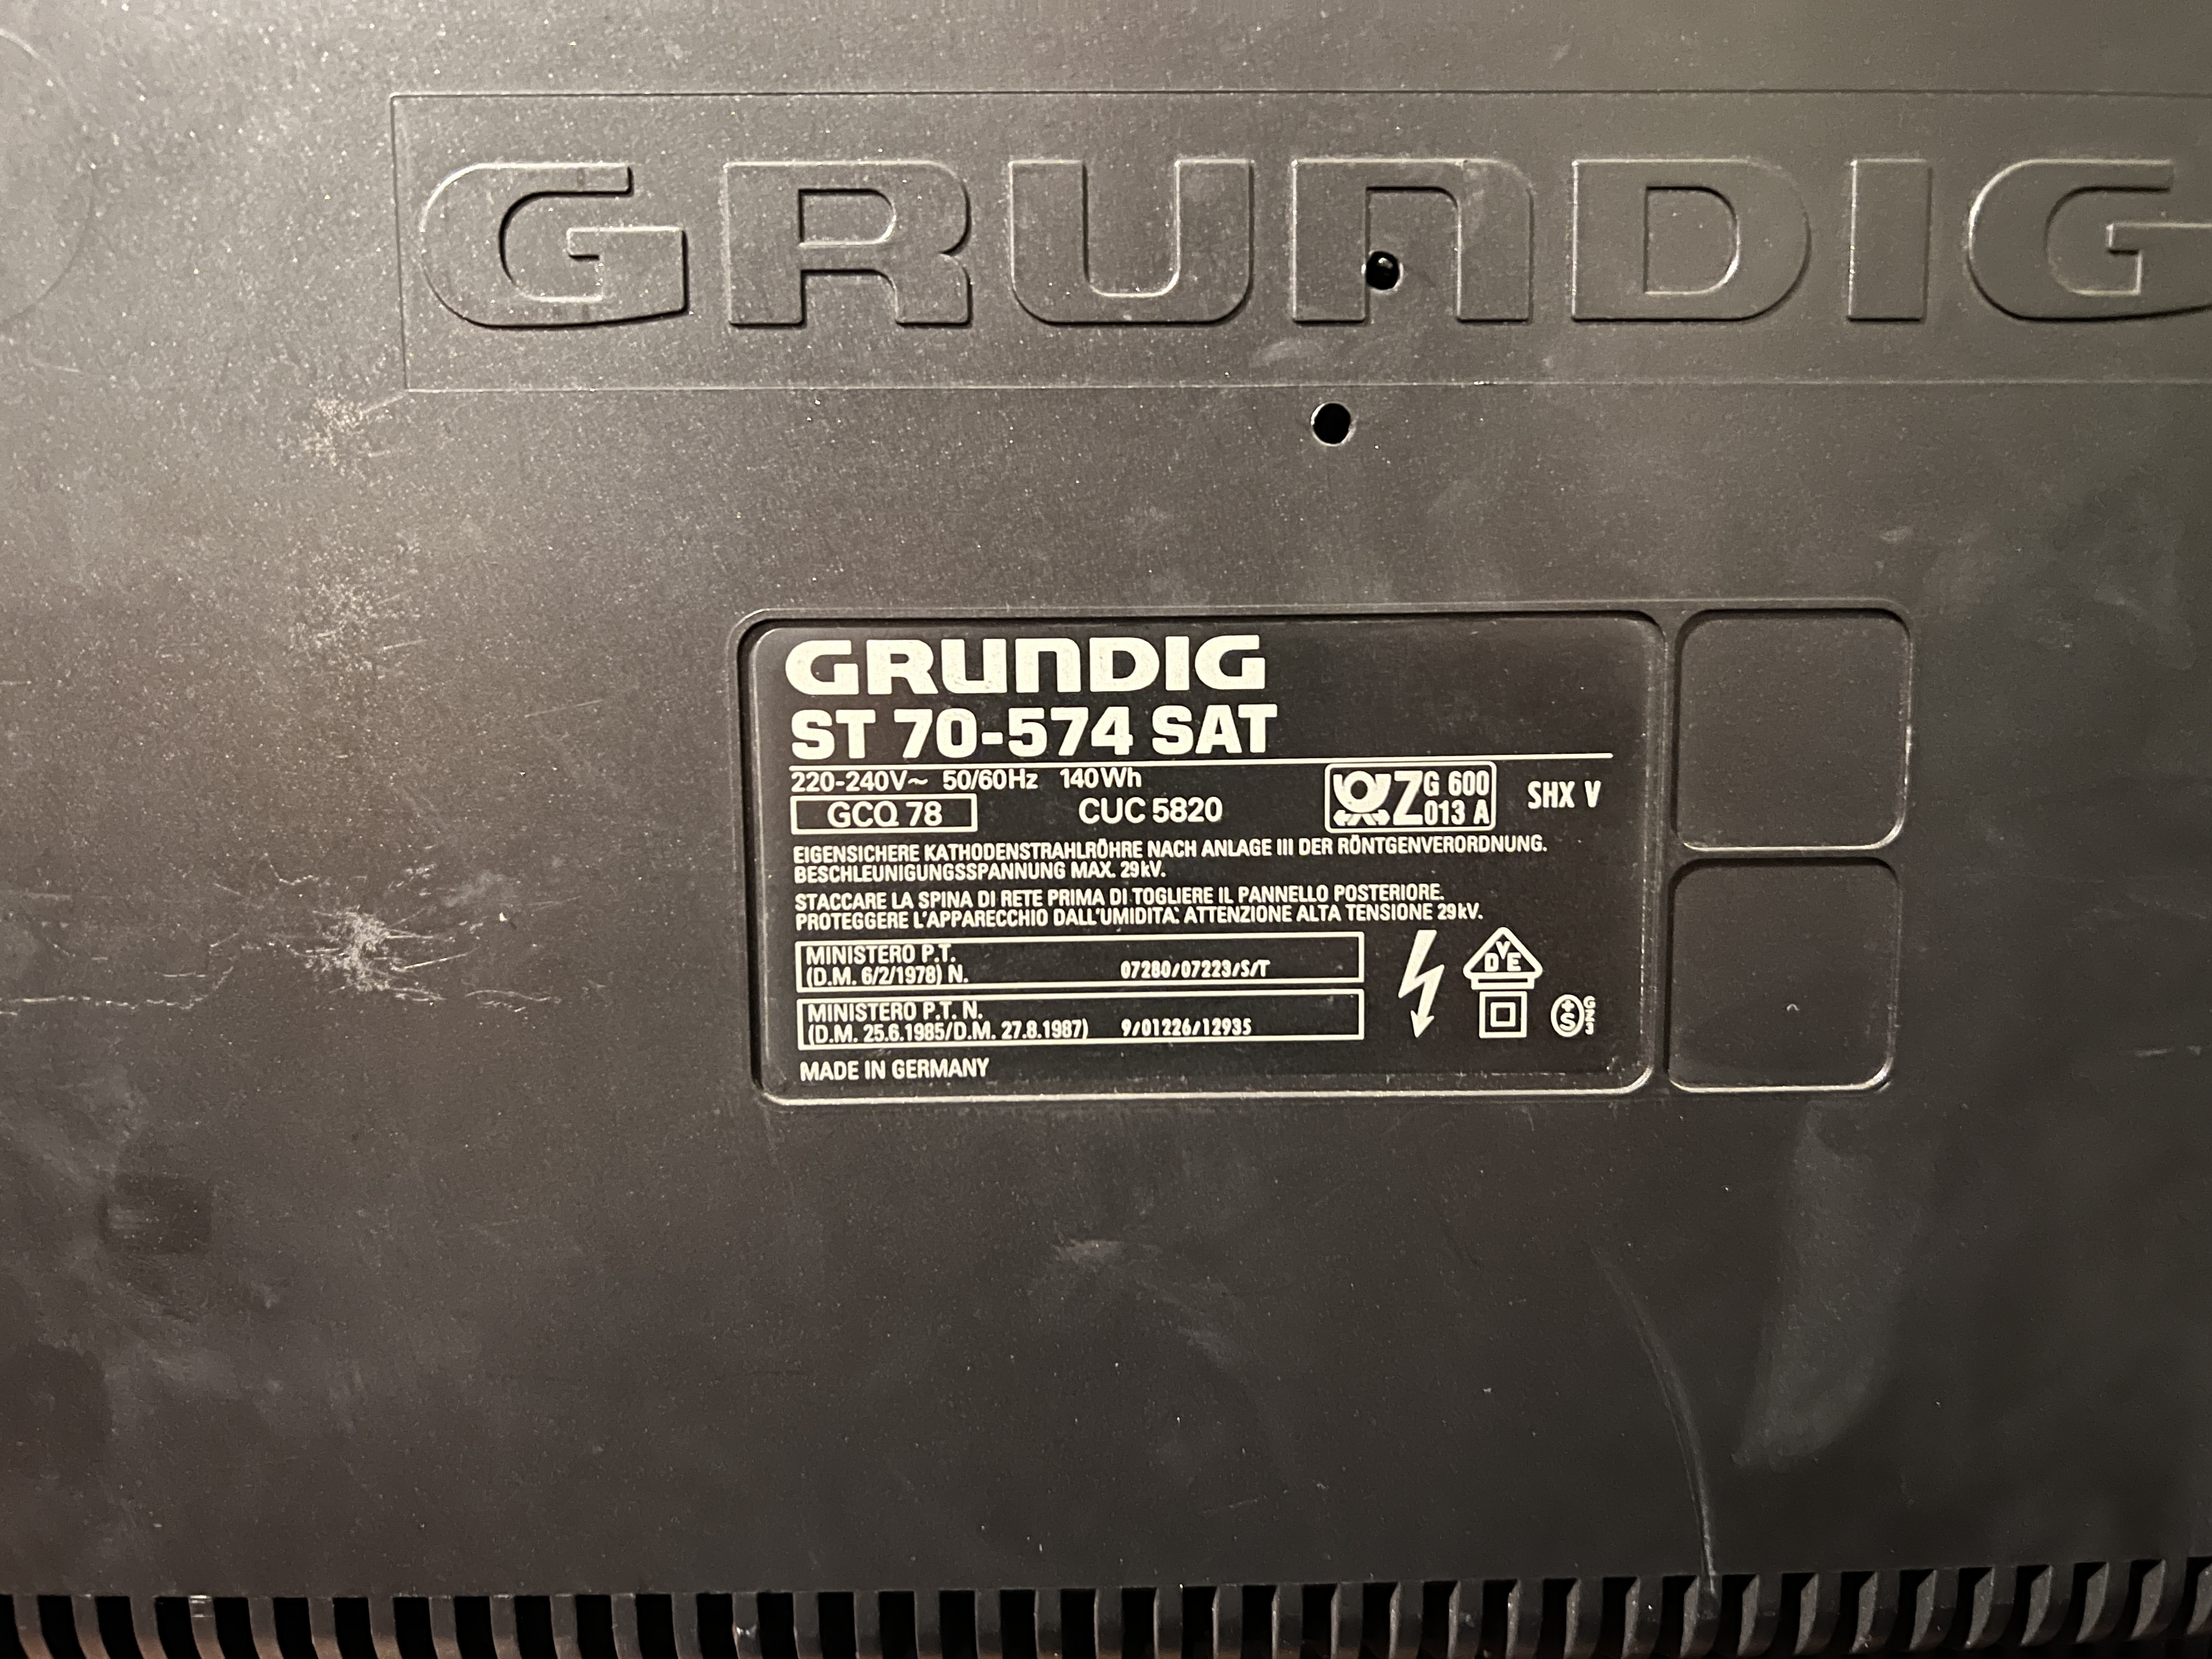 GRUNDIG
GRUNDIG
ST 70-574 SAT
220-240V~ 50/60Hz 140Wh
GCQ 78 CUC 5820 Z G 600 013 A SHX V
EIGENSICHERE KATHODENSTRAHLRÖHRE NACH ANLAGE III DER RÖNTGENVERORDNUNG.
BESCHLEUNIGUNGSSPANNUNG MAX. 29kV.
STACCARE LA SPINA DI RETE PRIMA DI TOGLIERE IL PANNELLO POSTERIORE.
PROTEGGERE L'APPARECCHIO DALL'UMIDITA'. ATTENZIONE ALTA TENSIONE 29kV.
MINISTERO P.T.
(D.M. 6/2/1978) N. 07280/07223/S/T
MINISTERO P.T. N.
(D.M. 25.6.1985/D.M. 27.8.1987) 9/01226/12935
VDE
MADE IN GERMANY